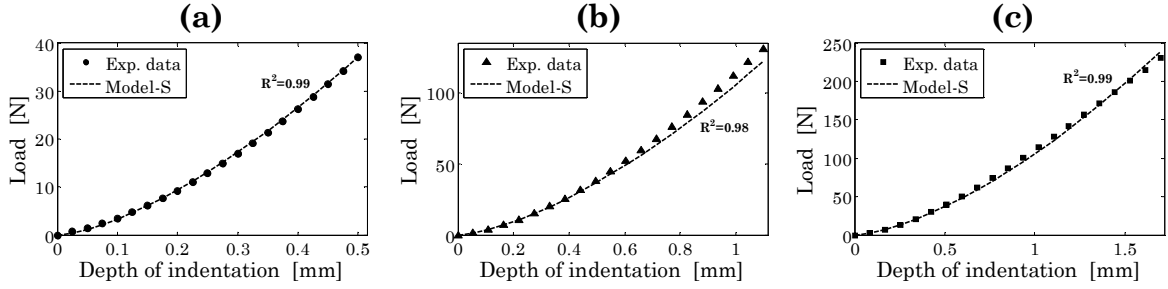 (a)
40
30
20
10
0
0 0.1 0.2 0.3 0.4 0.5
Load [N]
Depth of indentation [mm]
Exp. data
Model-S
R²=0.99
(b)
100
50
0
0 0.2 0.4 0.6 0.8 1
Load [N]
Depth of indentation [mm]
Exp. data
Model-S
R²=0.98
(c)
250
200
150
100
50
0
0 0.5 1 1.5
Load [N]
Depth of indentation [mm]
Exp. data
Model-S
R²=0.99